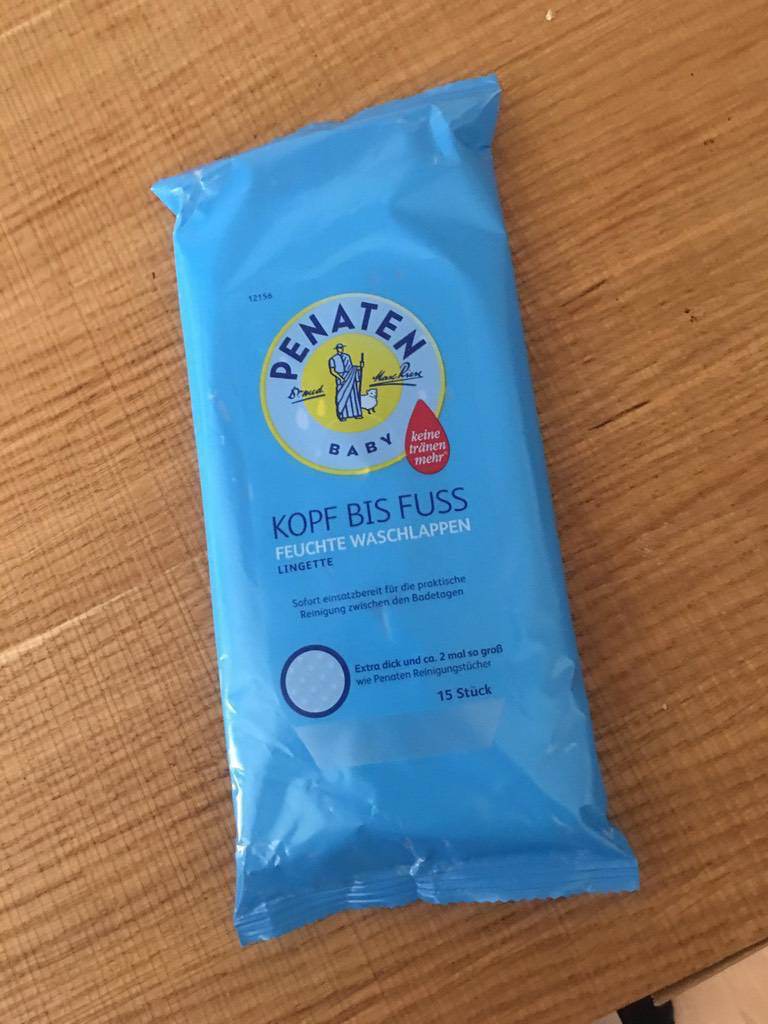 12156
PENATEN
Dr med Max Riese
BABY
keine
tränen
mehr*
KOPF BIS FUSS
FEUCHTE WASCHLAPPEN
LINGETTE
Sofort einsatzbereit für die praktische
Reinigung zwischen den Badetagen
Extra dick und ca. 2 mal so groß
wie Penaten Reinigungstücher
15 Stück